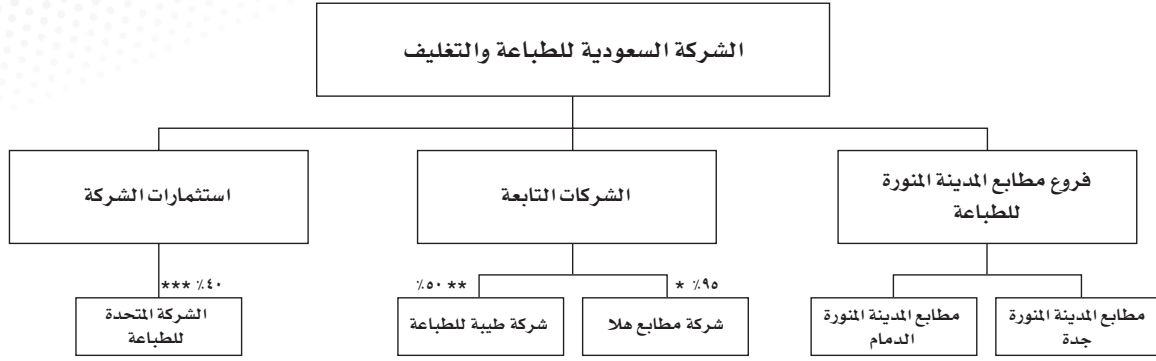 الشركة السعودية للطباعة والتغليف
فروع مطابع المدينة المنورة
للطباعة
الشركات التابعة
استثمارات الشركة
٪٩٥ *
٪٥٠ **
٪٤٠ ***
مطابع المدينة المنورة
جدة
مطابع المدينة المنورة
الدمام
شركة مطابع هلا
شركة طيبة للطباعة
الشركة المتحدة
للطباعة